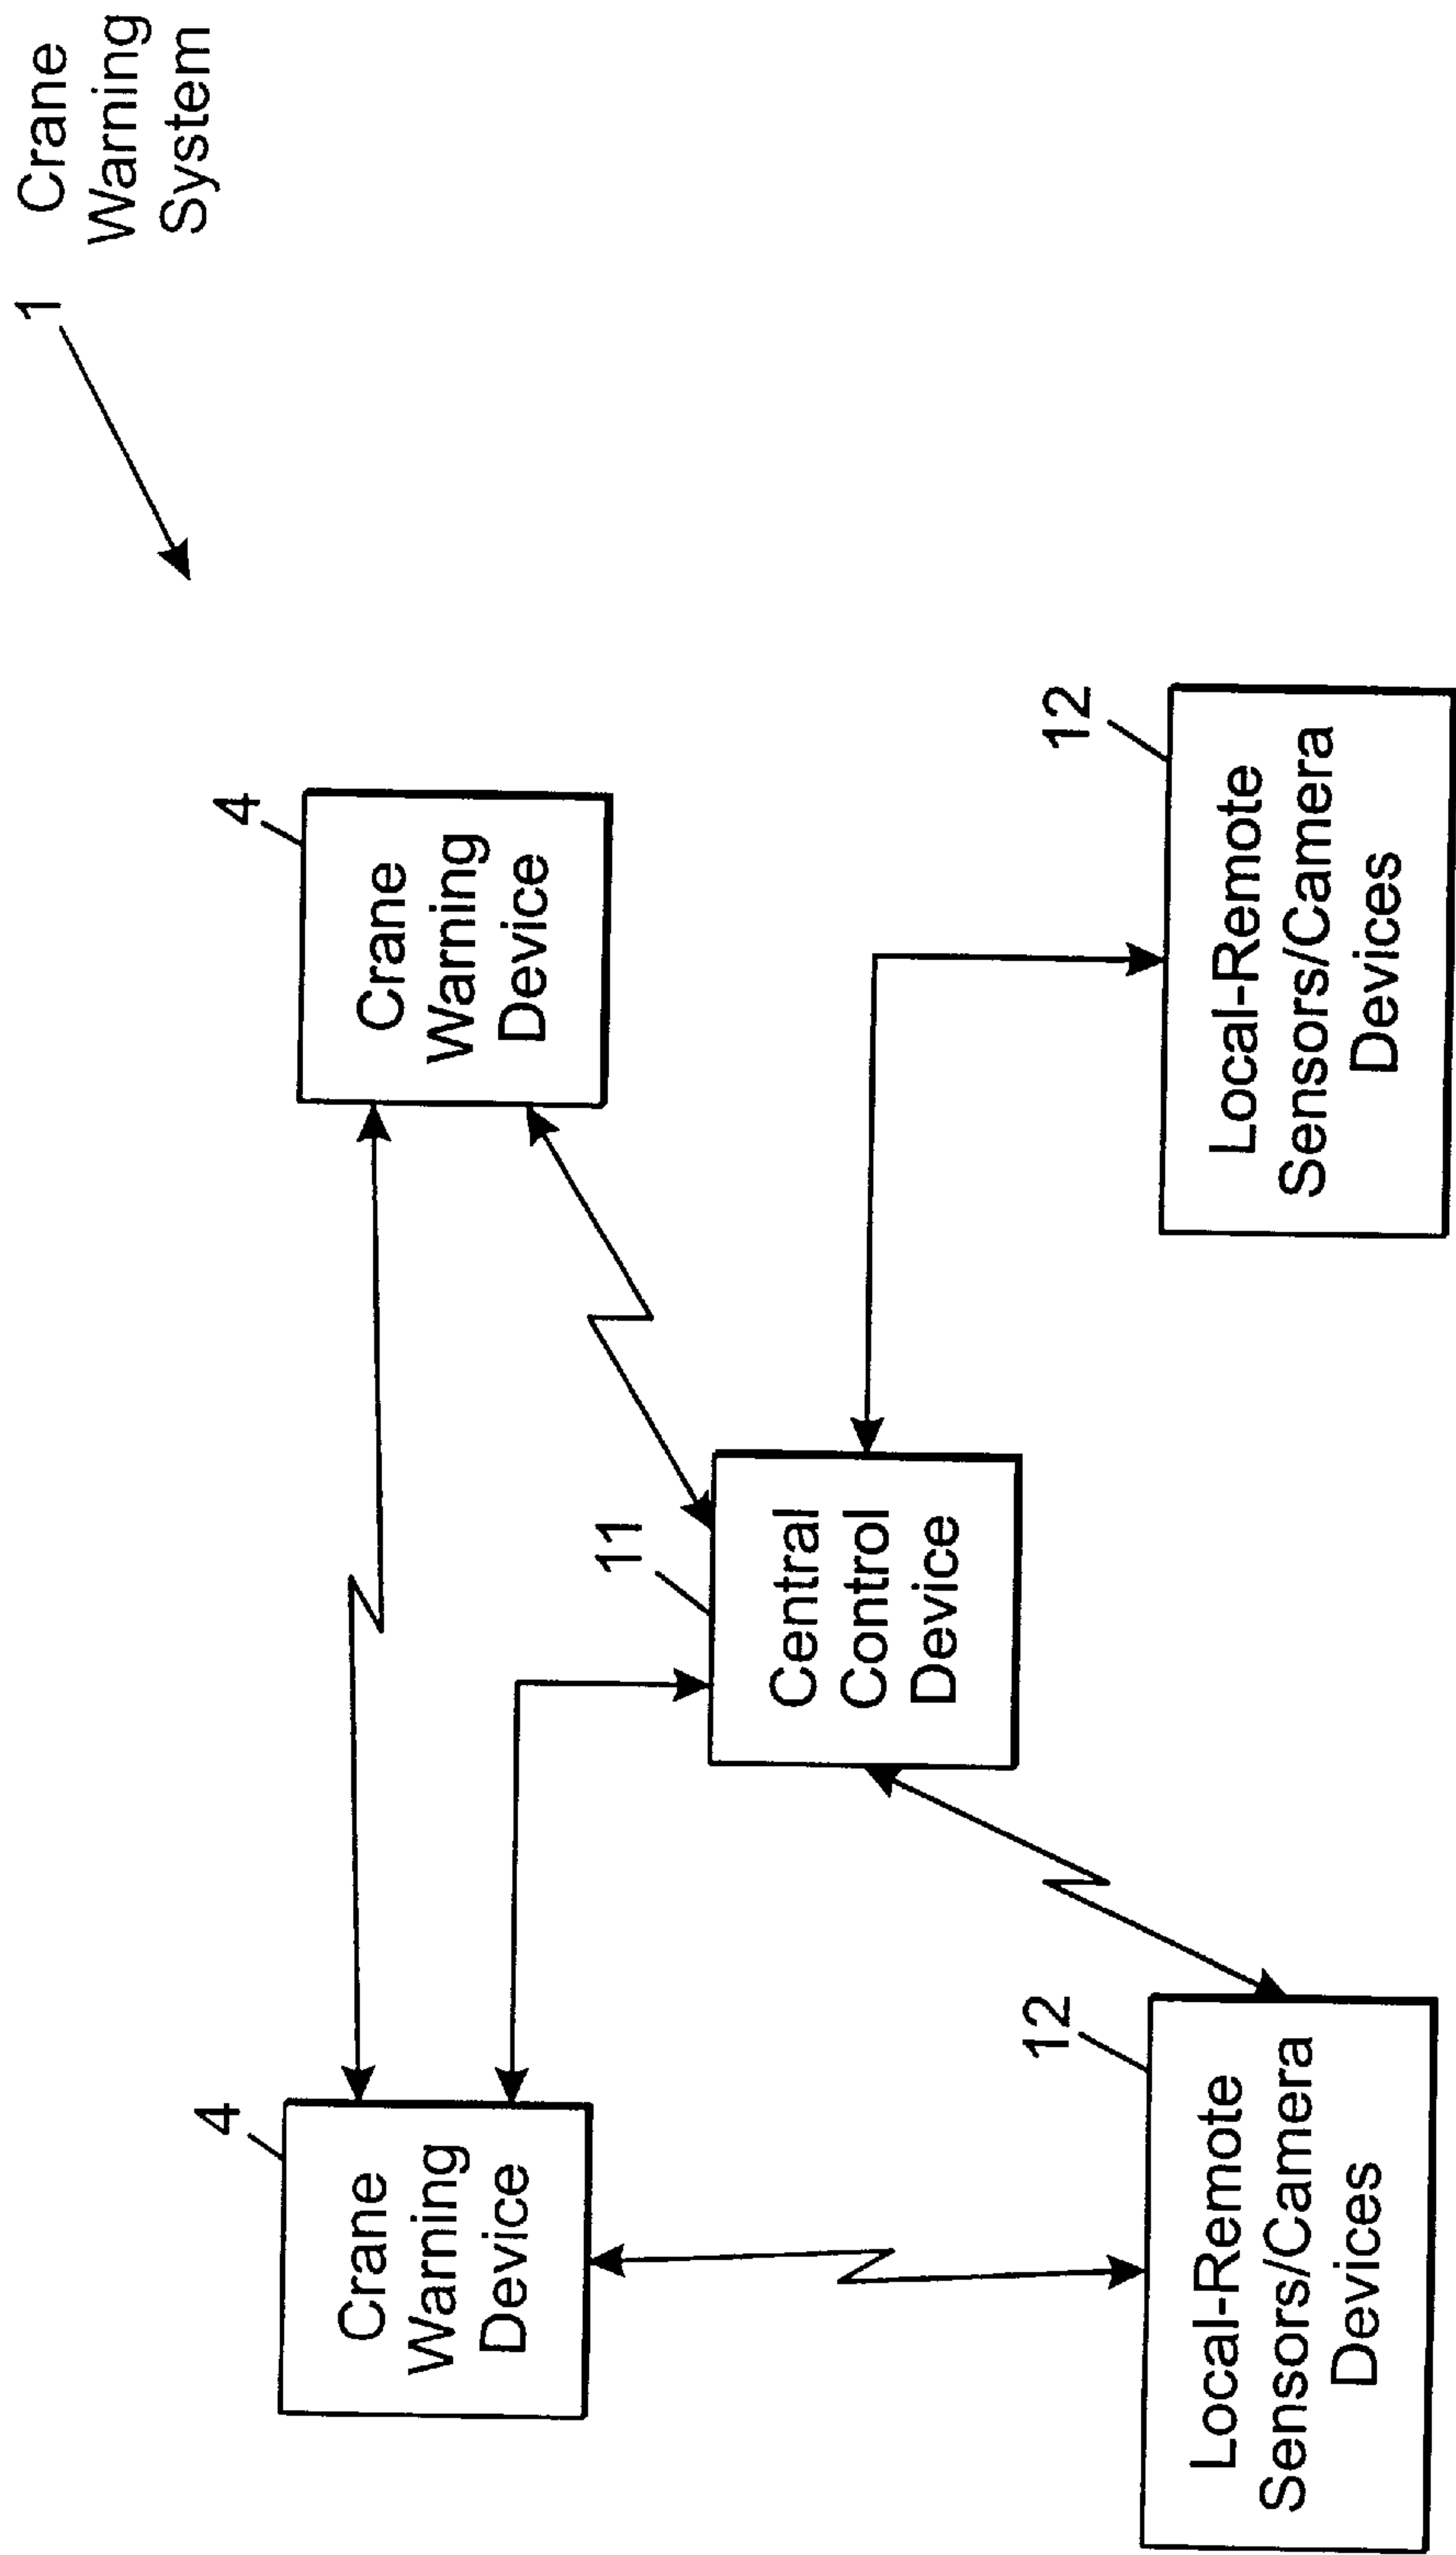 1 Crane
Warning
System
4
Crane
Warning
Device
4
Crane
Warning
Device
11
Central
Control
Device
12
Local-Remote
Sensors/Camera
Devices
12
Local-Remote
Sensors/Camera
Devices